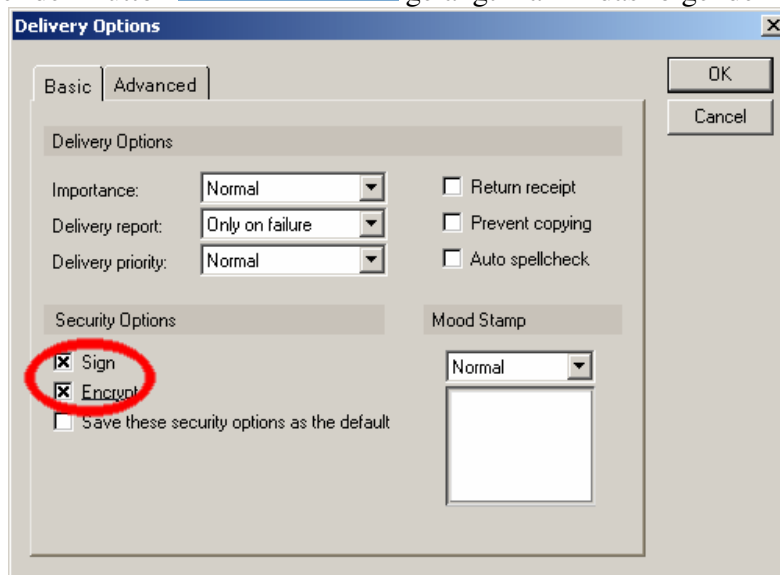 Delivery Options
Basic Advanced
OK
Cancel
Delivery Options
Importance: Normal Return receipt
Delivery report: Only on failure Prevent copying
Delivery priority: Normal Auto spellcheck
Security Options Mood Stamp
Sign
Normal
Encrypt
Save these security options as the default